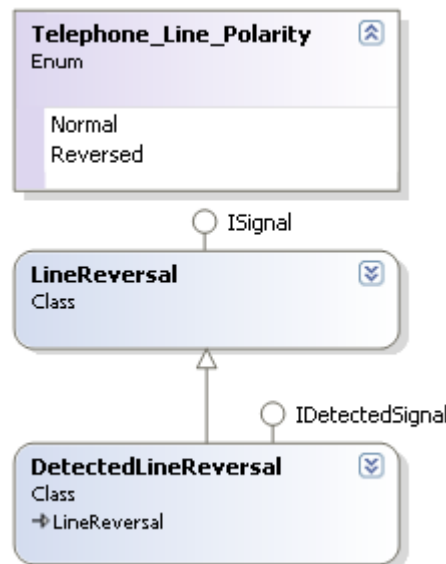 Telephone_Line_Polarity
Enum
Normal
Reversed
ISignal
LineReversal
Class
IDetectedSignal
DetectedLineReversal
Class
LineReversal